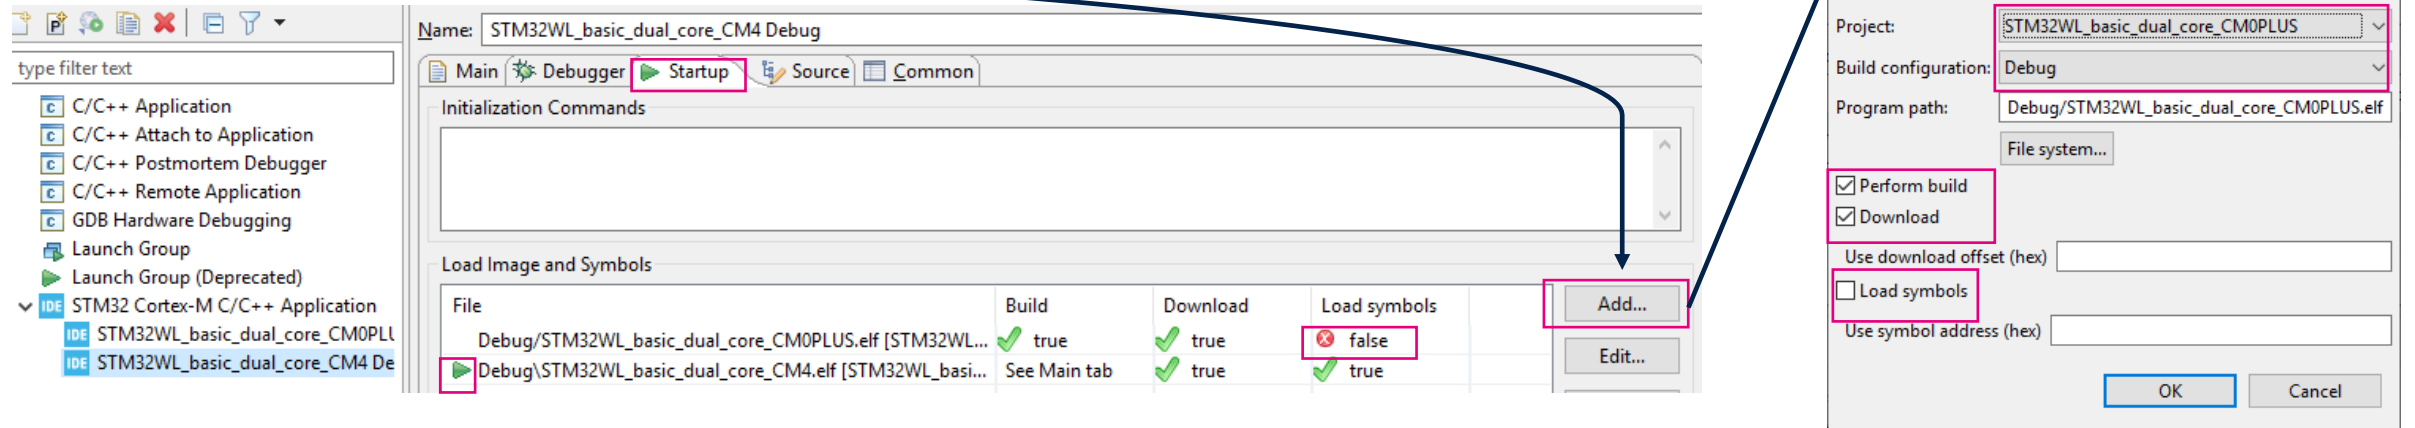 type filter text
C/C++ Application
C/C++ Attach to Application
C/C++ Postmortem Debugger
C/C++ Remote Application
GDB Hardware Debugging
Launch Group
Launch Group (Deprecated)
IDE STM32 Cortex-M C/C++ Application
IDE STM32WL_basic_dual_core_CM0PLU
IDE STM32WL_basic_dual_core_CM4 De
Name: STM32WL_basic_dual_core_CM4 Debug
Main Debugger Startup Source Common
Initialization Commands
Load Image and Symbols
File Build Download Load symbols
Debug/STM32WL_basic_dual_core_CM0PLUS.elf [STM32WL... true true false
Debug\STM32WL_basic_dual_core_CM4.elf [STM32WL_basi... See Main tab true true
Add...
Edit...
Project: STM32WL_basic_dual_core_CM0PLUS
Build configuration: Debug
Program path: Debug/STM32WL_basic_dual_core_CM0PLUS.elf
File system...
Perform build
Download
Use download offset (hex)
Load symbols
Use symbol address (hex)
OK Cancel